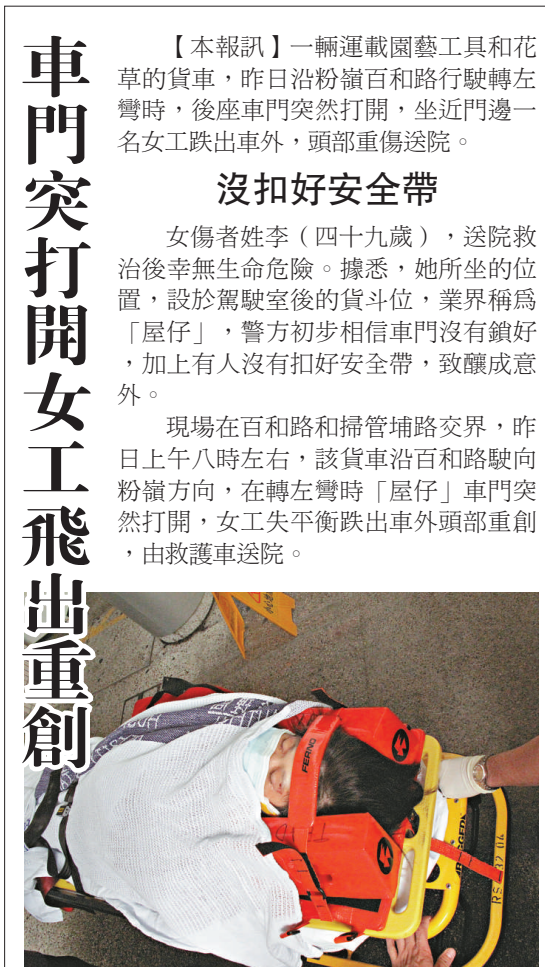 車門突打開女工飛出重創
【本報訊】一輛運載園藝工具和花
草的貨車，昨日沿粉嶺百和路行駛轉左
彎時，後座車門突然打開，坐近門邊一
名女工跌出車外，頭部重傷送院。
沒扣好安全帶
女傷者姓李（四十九歲），送院救
治後幸無生命危險。據悉，她所坐的位
置，設於駕駛室後的貨斗位，業界稱爲
「屋仔」，警方初步相信車門沒有鎖好
，加上有人沒有扣好安全帶，致釀成意
外。
現場在百和路和掃管埔路交界，昨
日上午八時左右，該貨車沿百和路駛向
粉嶺方向，在轉左彎時「屋仔」車門突
然打開，女工失平衡跌出車外頭部重創
，由救護車送院。
FERNO